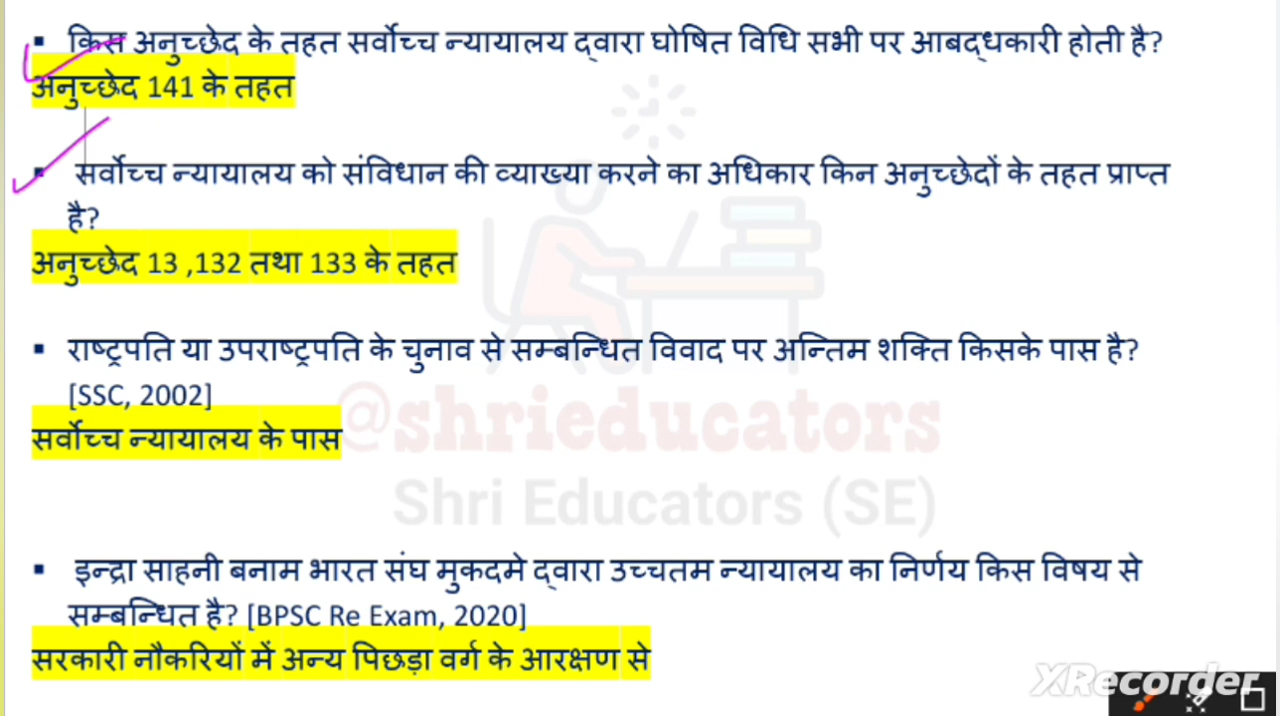 ▪ किस अनुच्छेद के तहत सर्वोच्च न्यायालय द्वारा घोषित विधि सभी पर आबद्धकारी होती है?
अनुच्छेद 141 के तहत
▪ सर्वोच्च न्यायालय को संविधान की व्याख्या करने का अधिकार किन अनुच्छेदों के तहत प्राप्त
है?
अनुच्छेद 13 ,132 तथा 133 के तहत
▪ राष्ट्रपति या उपराष्ट्रपति के चुनाव से सम्बन्धित विवाद पर अन्तिम शक्ति किसके पास है?
[SSC, 2002]
@shrieducators
सर्वोच्च न्यायालय के पास
Shri Educators (SE)
▪ इन्द्रा साहनी बनाम भारत संघ मुकदमे द्वारा उच्चतम न्यायालय का निर्णय किस विषय से
सम्बन्धित है? [BPSC Re Exam, 2020]
सरकारी नौकरियों में अन्य पिछड़ा वर्ग के आरक्षण से
XRecorder